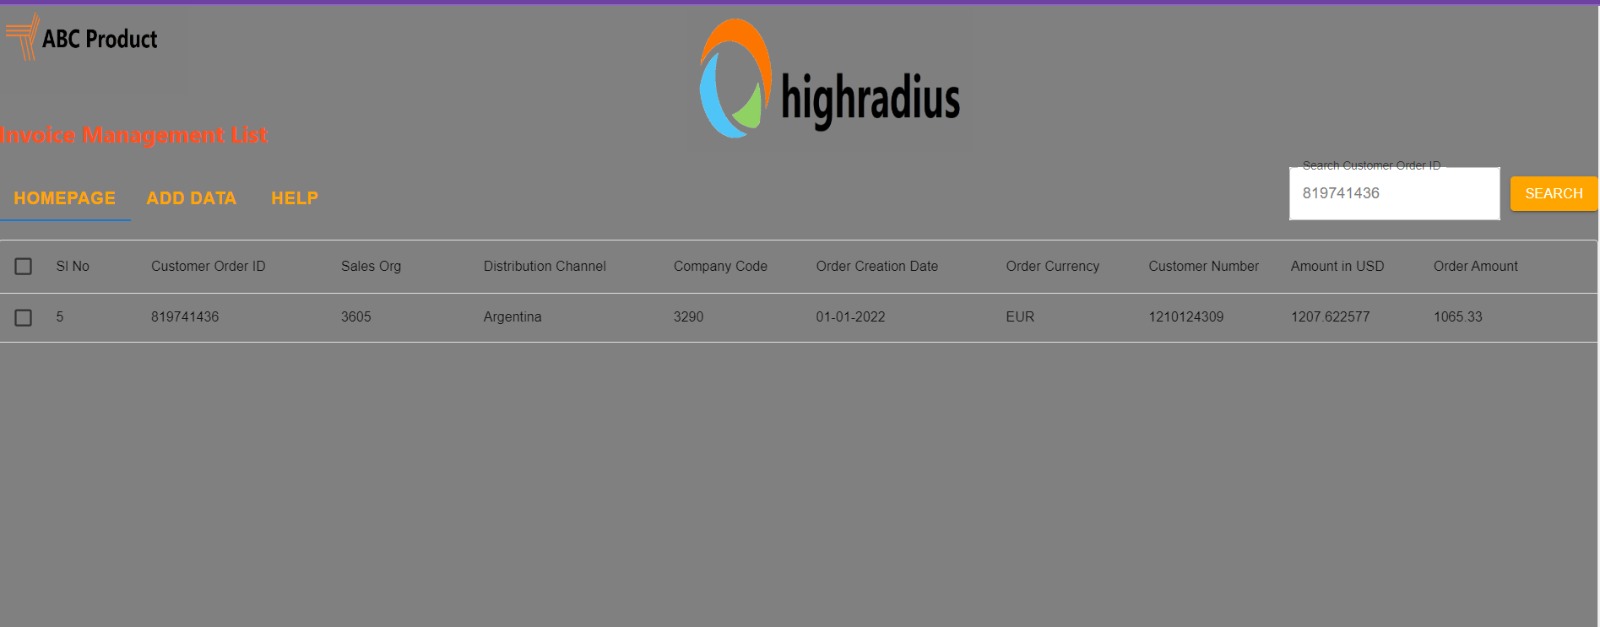 ABC Product
highradius
Invoice Management List
Search Customer Order ID
HOMEPAGE ADD DATA HELP 819741436 SEARCH
Sl No Customer Order ID Sales Org Distribution Channel Company Code Order Creation Date Order Currency Customer Number Amount in USD Order Amount
5 819741436 3605 Argentina 3290 01-01-2022 EUR 1210124309 1207.622577 1065.33